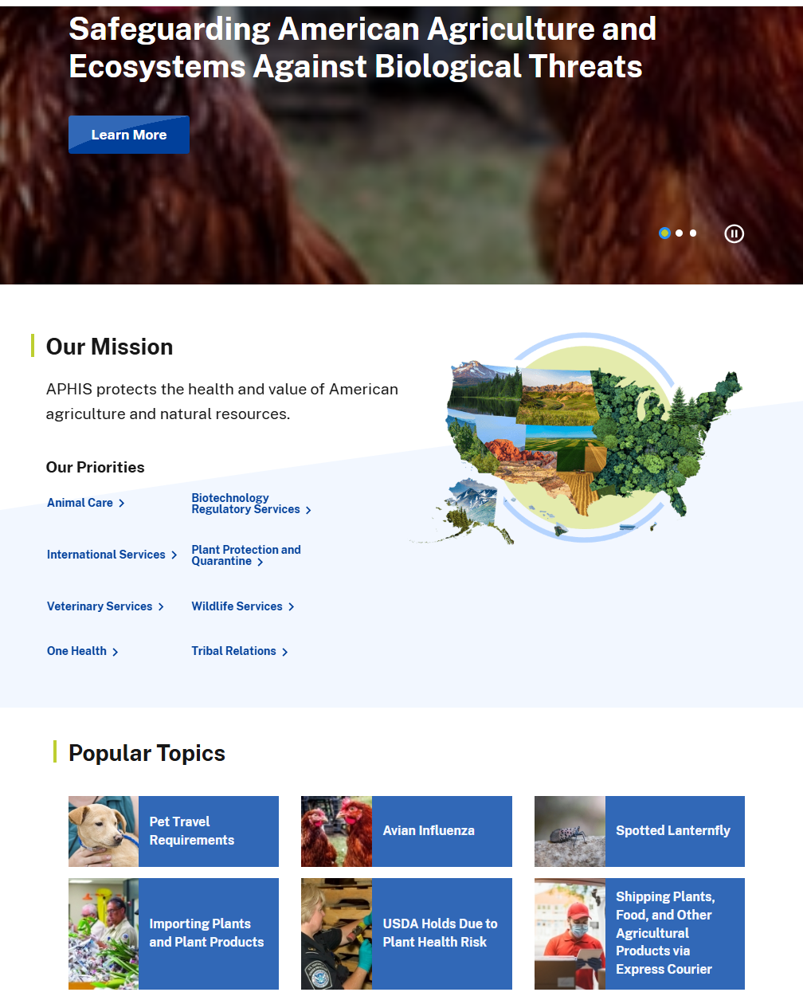 Safeguarding American Agriculture and
Ecosystems Against Biological Threats
Learn More
Our Mission
APHIS protects the health and value of American
agriculture and natural resources.
Our Priorities
Animal Care
Biotechnology
Regulatory Services
International Services
Plant Protection and
Quarantine
Veterinary Services
Wildlife Services
One Health
Tribal Relations
Popular Topics
Pet Travel
Requirements
Avian Influenza
Spotted Lanternfly
Importing Plants
and Plant Products
USDA Holds Due to
Plant Health Risk
Shipping Plants,
Food, and Other
Agricultural
Products via
Express Courier